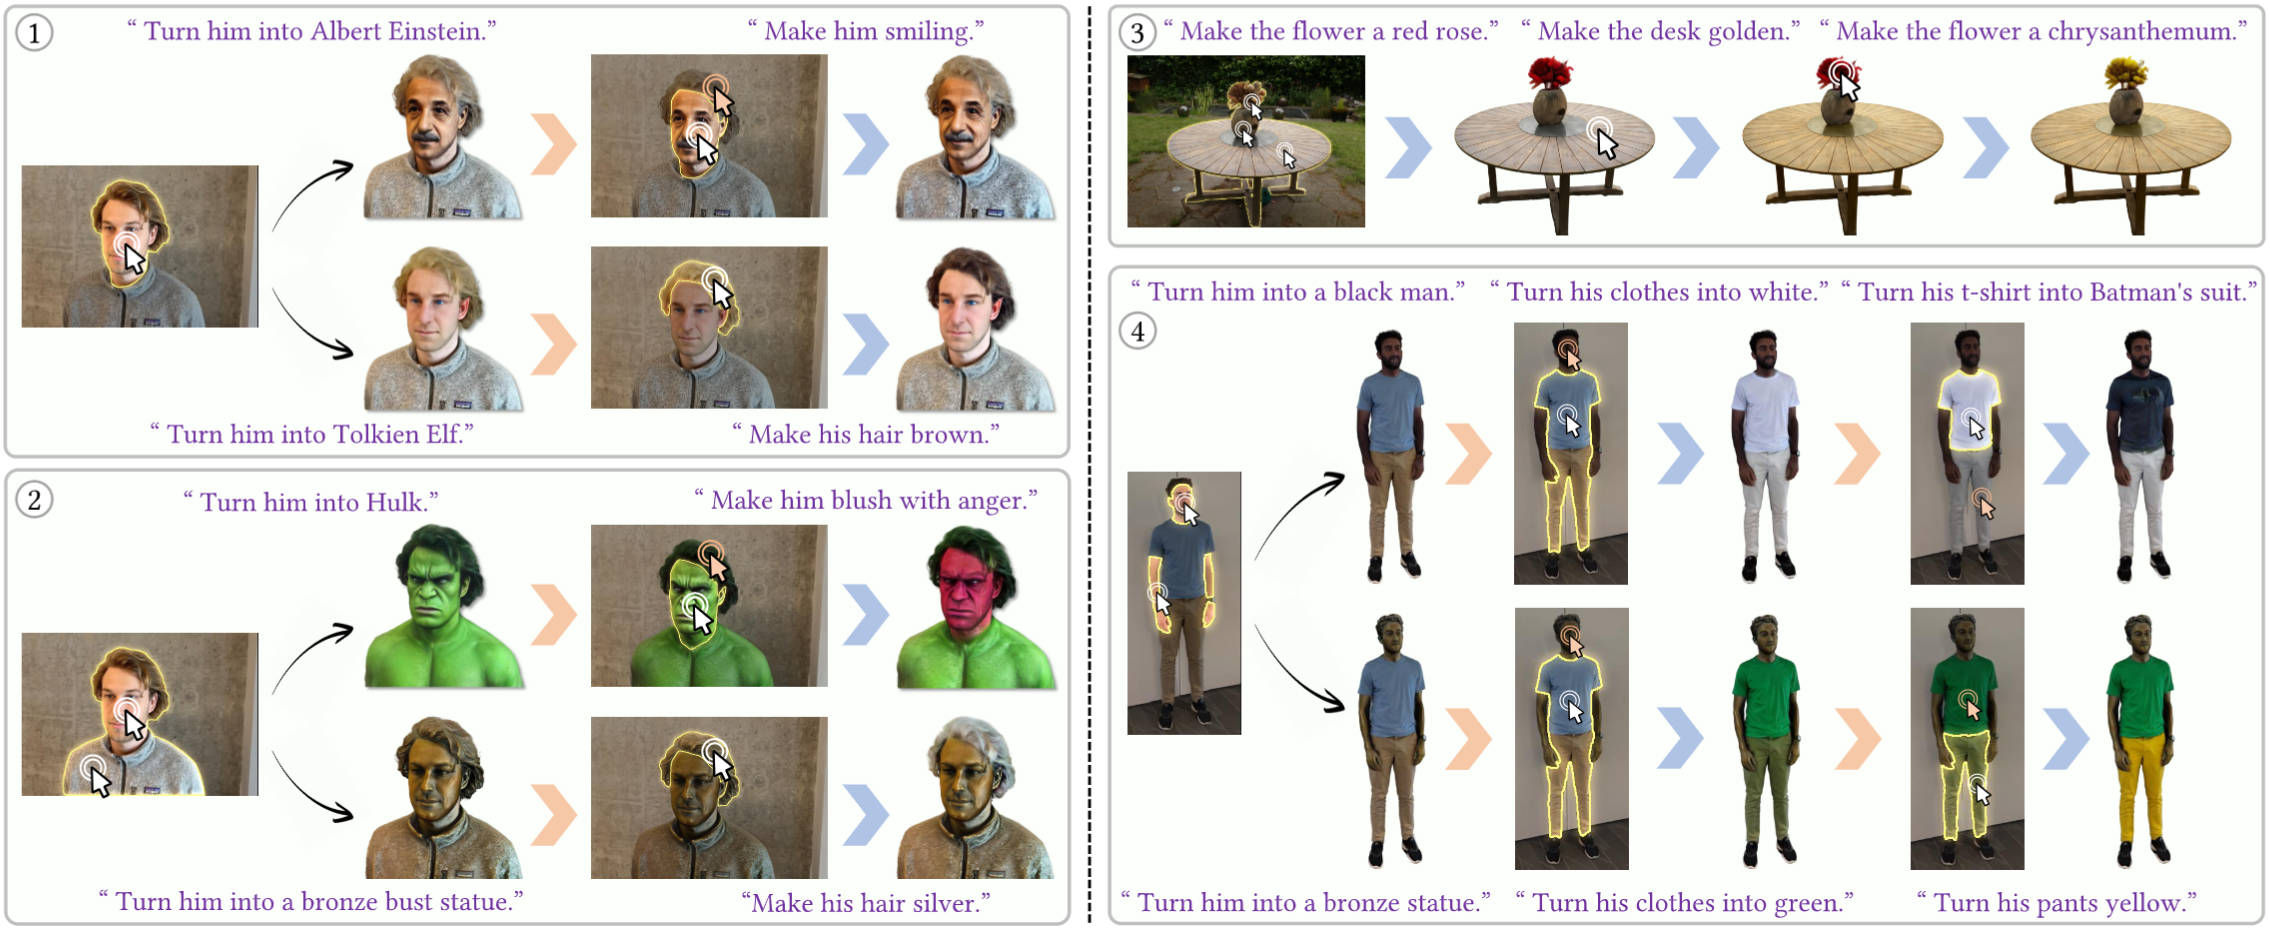 1
“ Turn him into Albert Einstein.”
“ Make him smiling.”
“ Turn him into Tolkien Elf.”
“ Make his hair brown.”
2
“ Turn him into Hulk.”
“ Make him blush with anger.”
“ Turn him into a bronze bust statue.”
“Make his hair silver.”
3
“ Make the flower a red rose.”
“ Make the desk golden.”
“ Make the flower a chrysanthemum.”
4
“ Turn him into a black man.”
“ Turn his clothes into white.”
“ Turn his t-shirt into Batman's suit.”
“ Turn him into a bronze statue.”
“ Turn his clothes into green.”
“ Turn his pants yellow.”